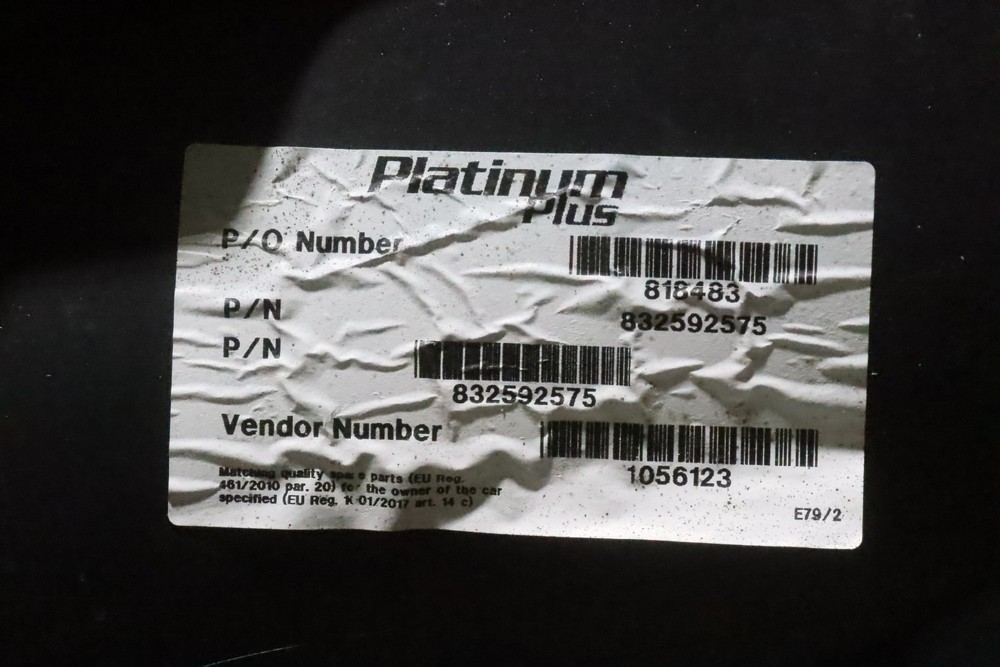 Platinum
Plus
P/O Number
818483
P/N
832592575
P/N
832592575
Vendor Number
1056123
Matching quality spare parts (EU Reg.
461/2010 par. 20) for the owner of the car
specified (EU Reg. 01/2017 art. 14 c)
E79/2